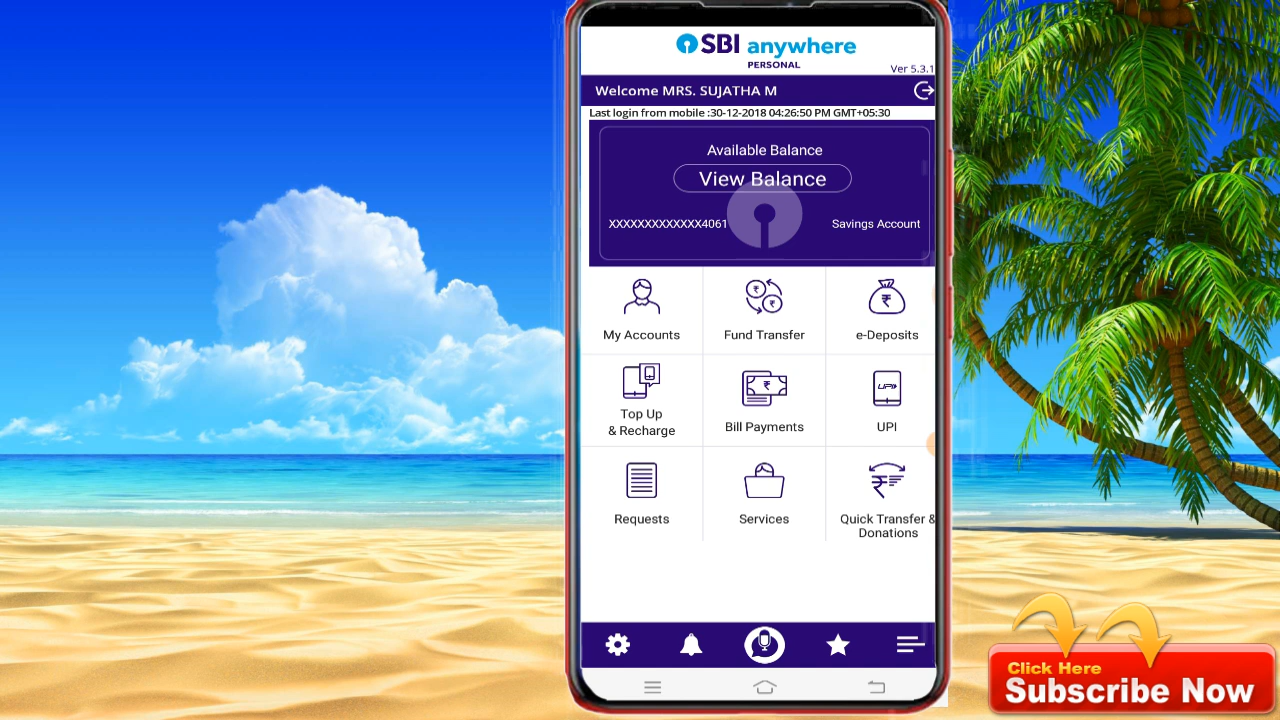 SBI anywhere
PERSONAL
Ver 5.3.1
Welcome MRS. SUJATHA M
Last login from mobile :30-12-2018 04:26:50 PM GMT+05:30
Available Balance
View Balance
XXXXXXXXXXXXX4061 Savings Account
My Accounts Fund Transfer e-Deposits
Top Up
& Recharge Bill Payments UPI
UPI
Requests Services Quick Transfer &
Donations
Click Here
Subscribe Now